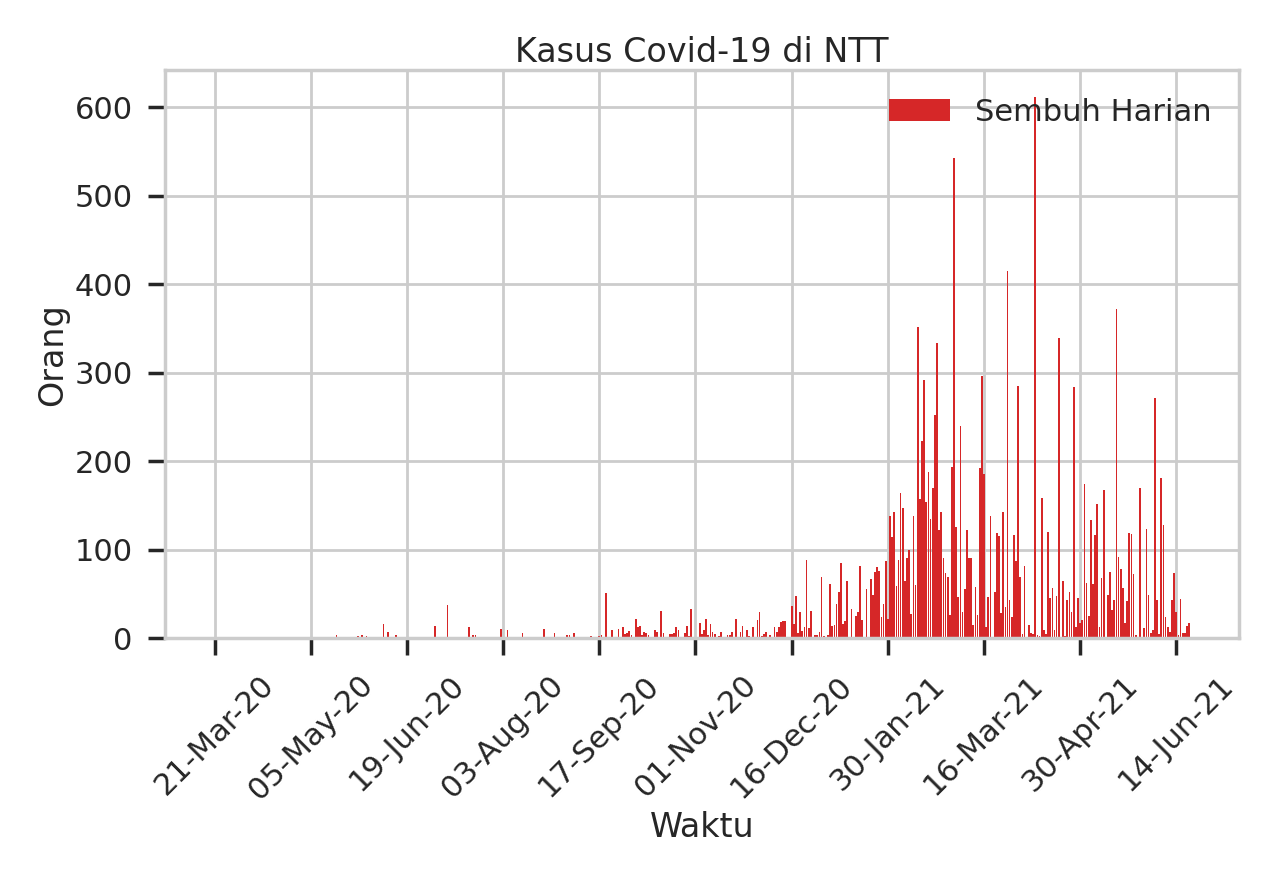 Kasus Covid-19 di NTT
Sembuh Harian
Orang
600
500
400
300
200
100
0
21-Mar-20
05-May-20
19-Jun-20
03-Aug-20
17-Sep-20
01-Nov-20
16-Dec-20
30-Jan-21
16-Mar-21
30-Apr-21
14-Jun-21
Waktu